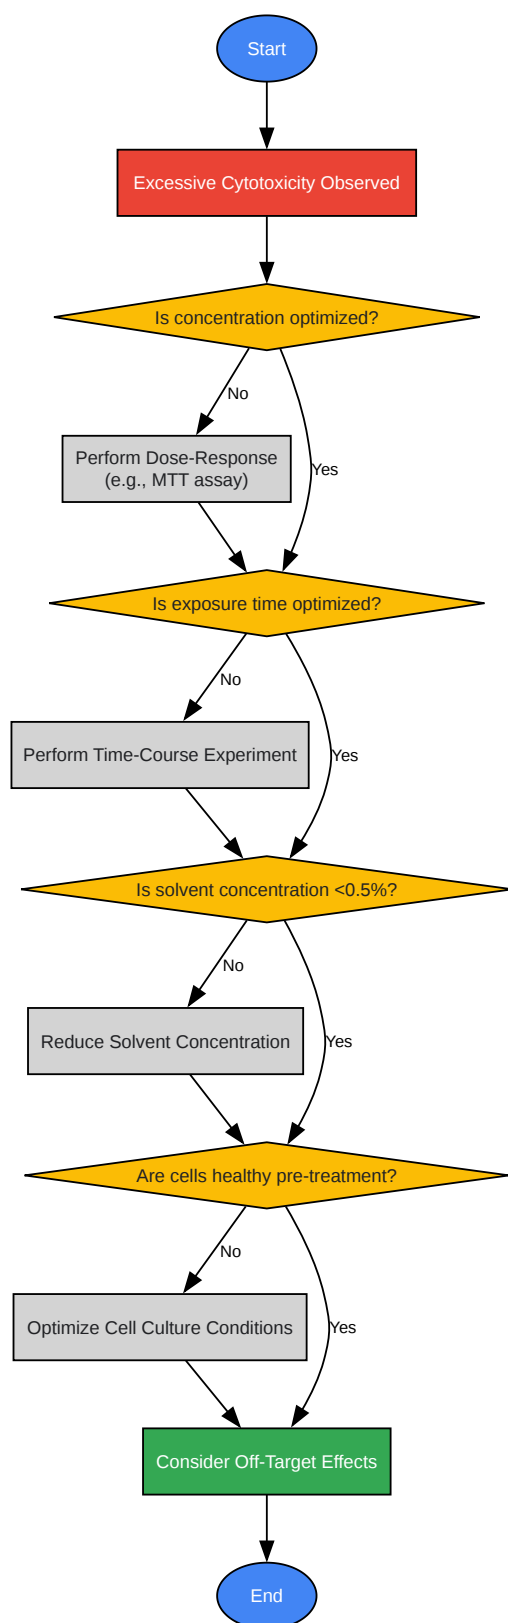 Start
Excessive Cytotoxicity Observed
Is concentration optimized?
No
Perform Dose-Response
(e.g., MTT assay)
Yes
Is exposure time optimized?
No
Perform Time-Course Experiment
Yes
Is solvent concentration <0.5%?
No
Reduce Solvent Concentration
Yes
Are cells healthy pre-treatment?
No
Optimize Cell Culture Conditions
Yes
Consider Off-Target Effects
End